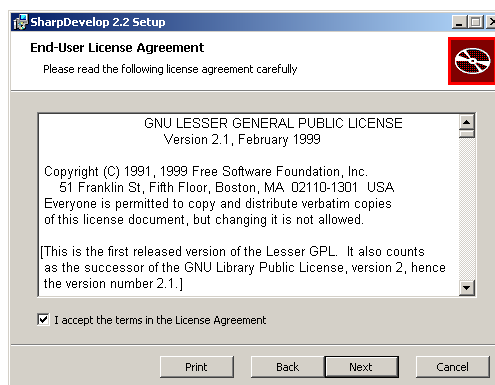 SharpDevelop 2.2 Setup
End-User License Agreement
Please read the following license agreement carefully
GNU LESSER GENERAL PUBLIC LICENSE
Version 2.1, February 1999
Copyright (C) 1991, 1999 Free Software Foundation, Inc.
51 Franklin St, Fifth Floor, Boston, MA 02110-1301 USA
Everyone is permitted to copy and distribute verbatim copies
of this license document, but changing it is not allowed.
[This is the first released version of the Lesser GPL. It also counts
as the successor of the GNU Library Public License, version 2, hence
the version number 2.1.]
I accept the terms in the License Agreement
Print
Back
Next
Cancel